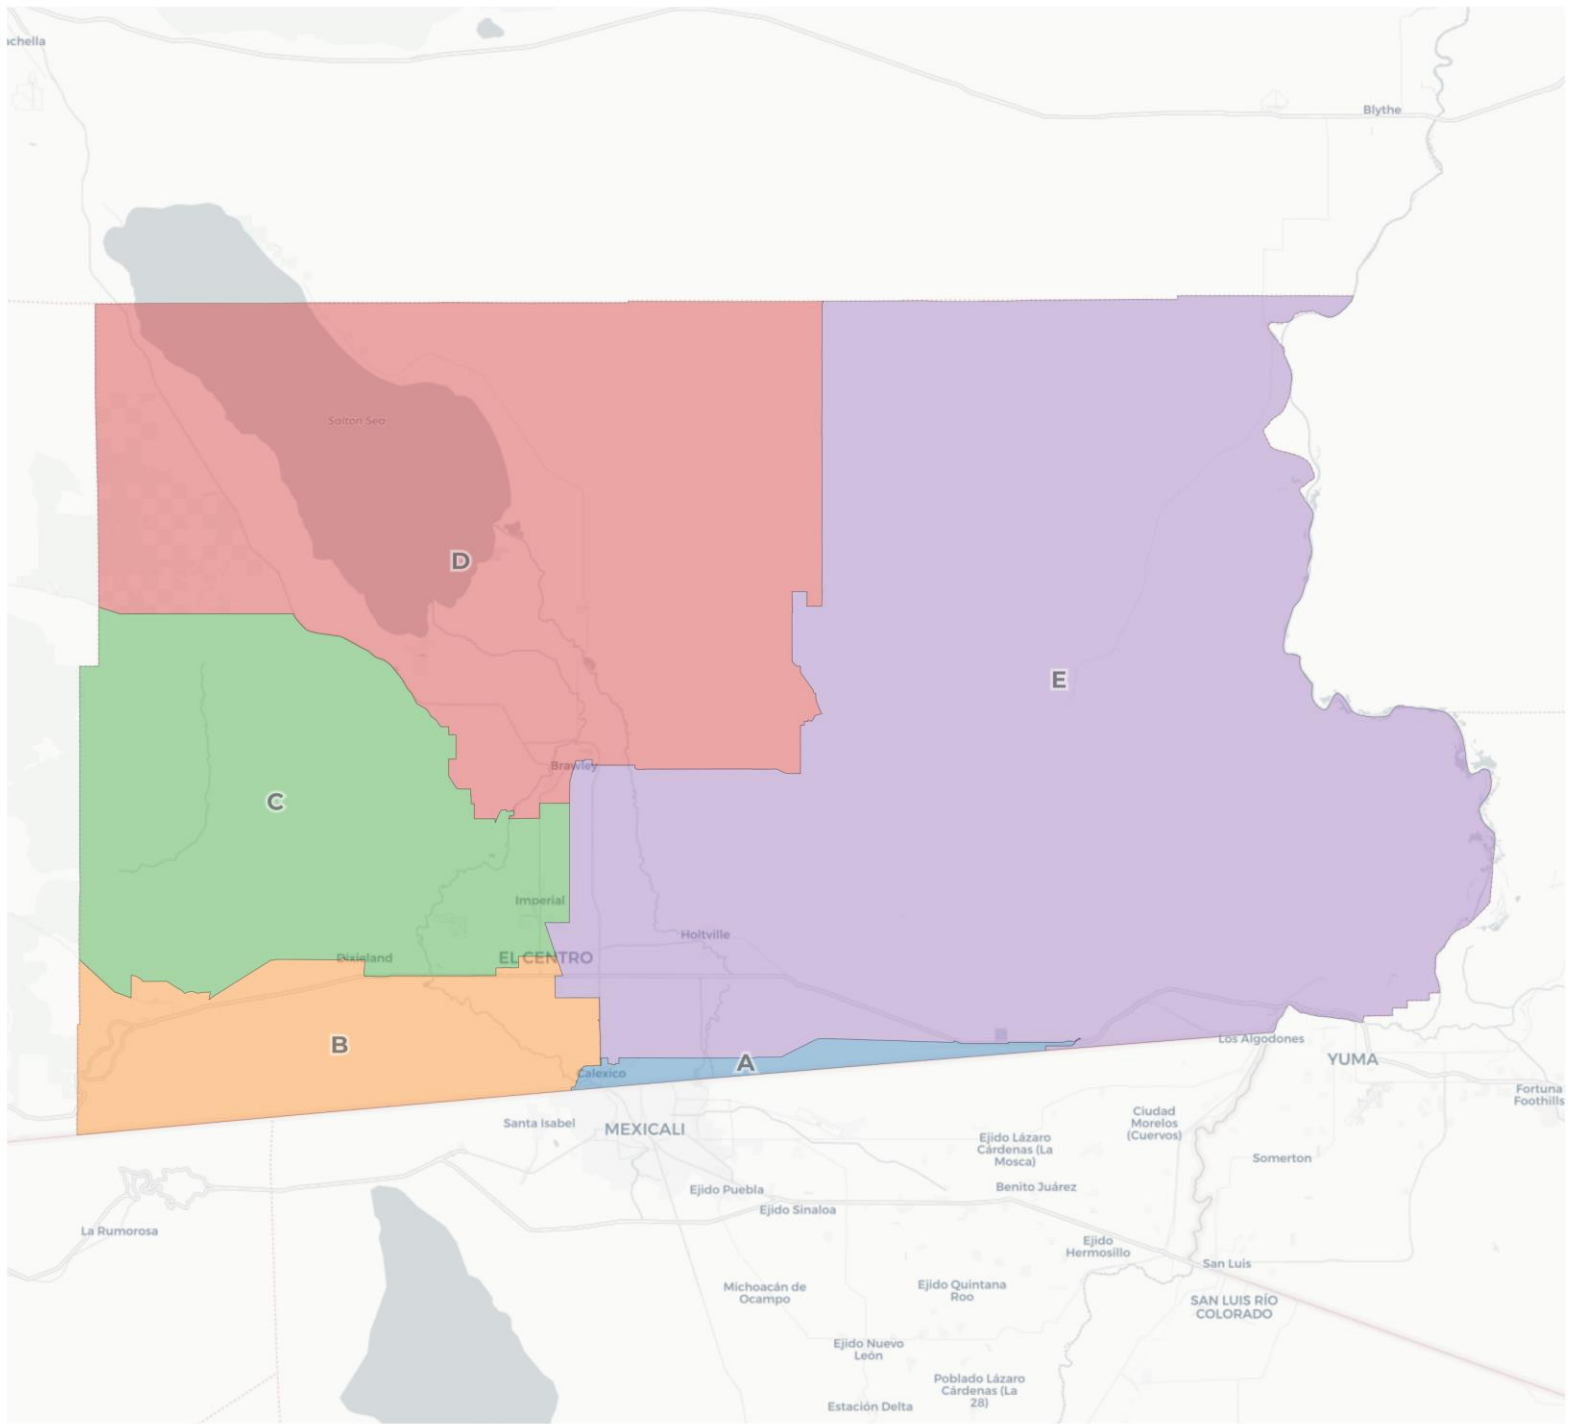 achella
Blythe
Salton Sea
D
E
Brawley
C
Imperial
Holtville
Dixieland
EL CENTRO
B
A
Los Algodones
YUMA
Calexico
Fortuna
Foothills
Santa Isabel
MEXICALI
Ciudad
Morelos
(Cuervos)
Ejido Lázaro
Cárdenas (La
Mosca)
Somerton
Ejido Puebla
Benito Juárez
Ejido Sinaloa
La Rumorosa
Ejido
Hermosillo
San Luis
Michoacán de
Ocampo
Ejido Quintana
Roo
SAN LUIS RÍO
COLORADO
Ejido Nuevo
León
Poblado Lázaro
Cárdenas (La
28)
Estación Delta